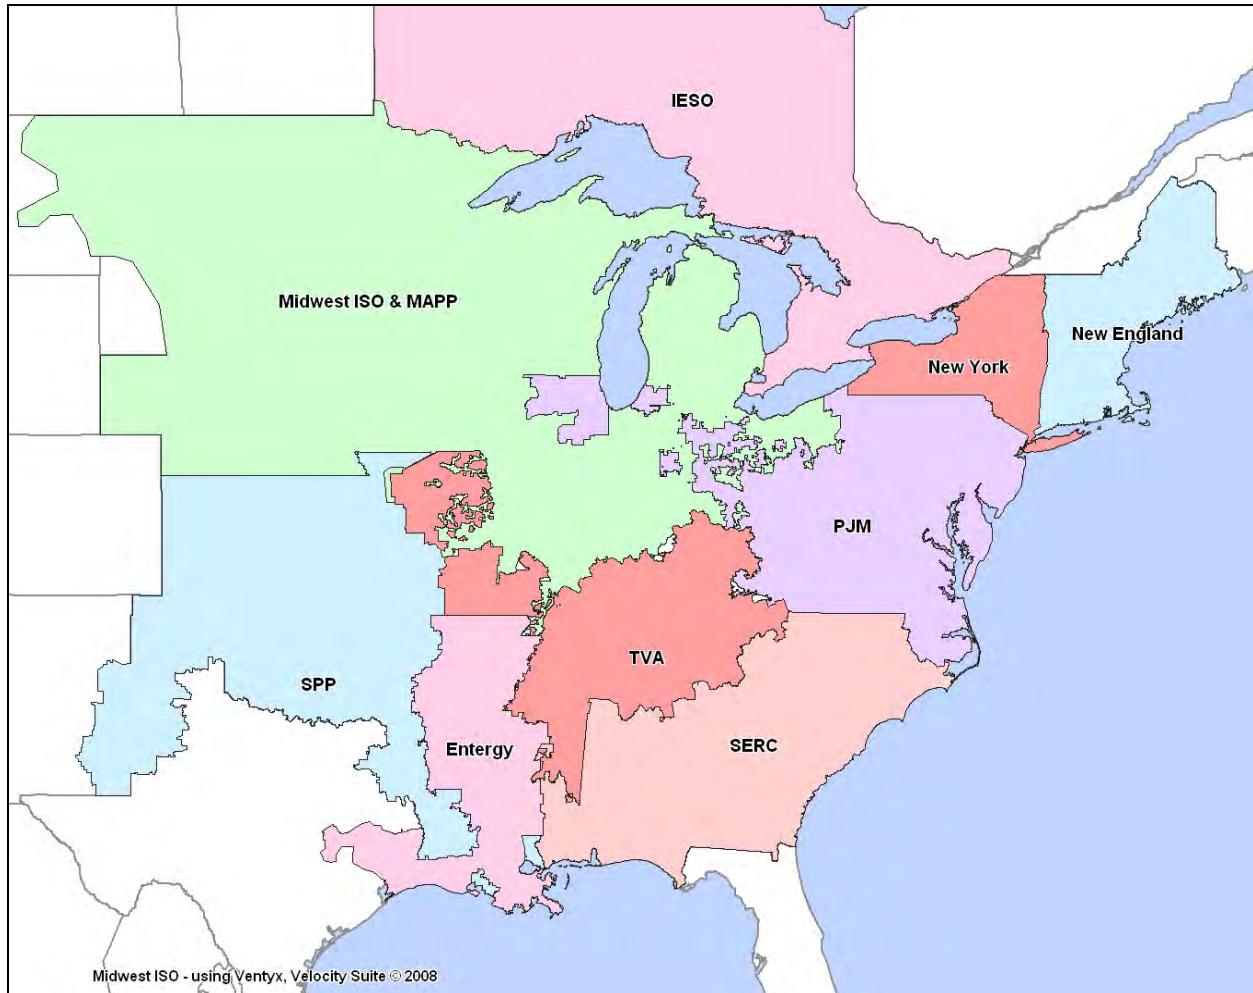 IESO
Midwest ISO & MAPP
New England
New York
PJM
TVA
SPP
SERC
Entergy
Midwest ISO - using Ventyx, Velocity Suite © 2008